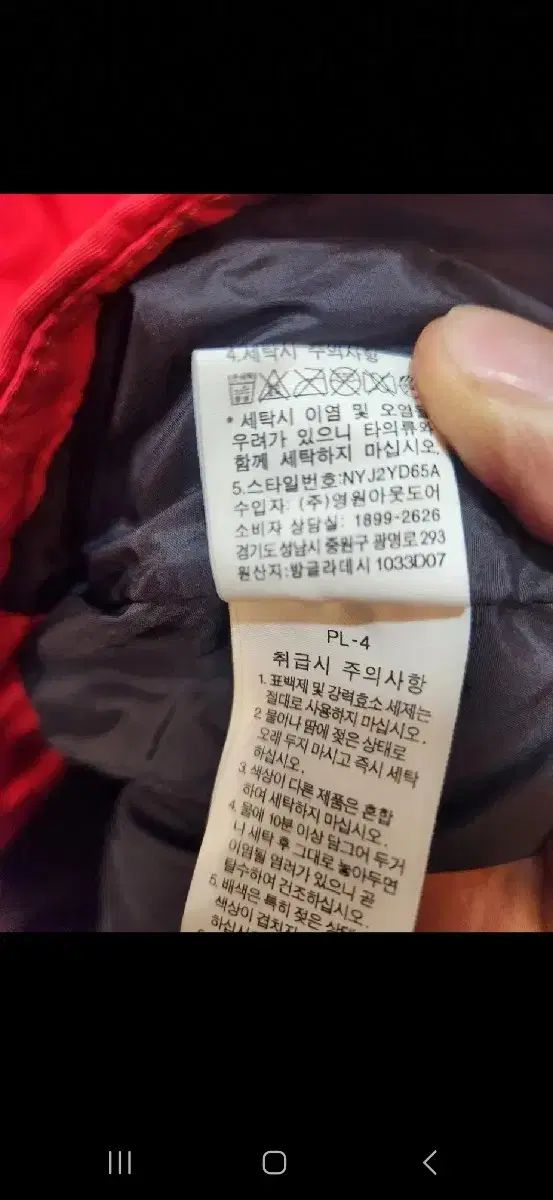 4.세탁시 주의사항
* 세탁시 이염 및 오염될
우려가 있으니 타의류와
함께 세탁하지 마십시오.
5.스타일번호:NYJ2YD65A
수입자: (주)영원아웃도어
소비자 상담실: 1899-2626
경기도성남시 중원구 광명로293
원산지:방글라데시 1033D07
PL-4
취급시 주의사항
1. 표백제 및 강력효소 세제는
절대로 사용하지 마십시오.
2 물이나 땀에 젖은 상태로
오래 두지 마시고 즉시 세탁
하십시오.
3. 색상이 다른 제품은 혼합
하여 세탁하지 마십시오.
4. 물에 10분 이상 담그어 두거
나 세탁 후 그대로 놓아두면
이염될 염려가 있으니 곧
탈수하여 건조하십시오.
5. 배색은 특히 젖은 상태
색상이 겹치지
하십시